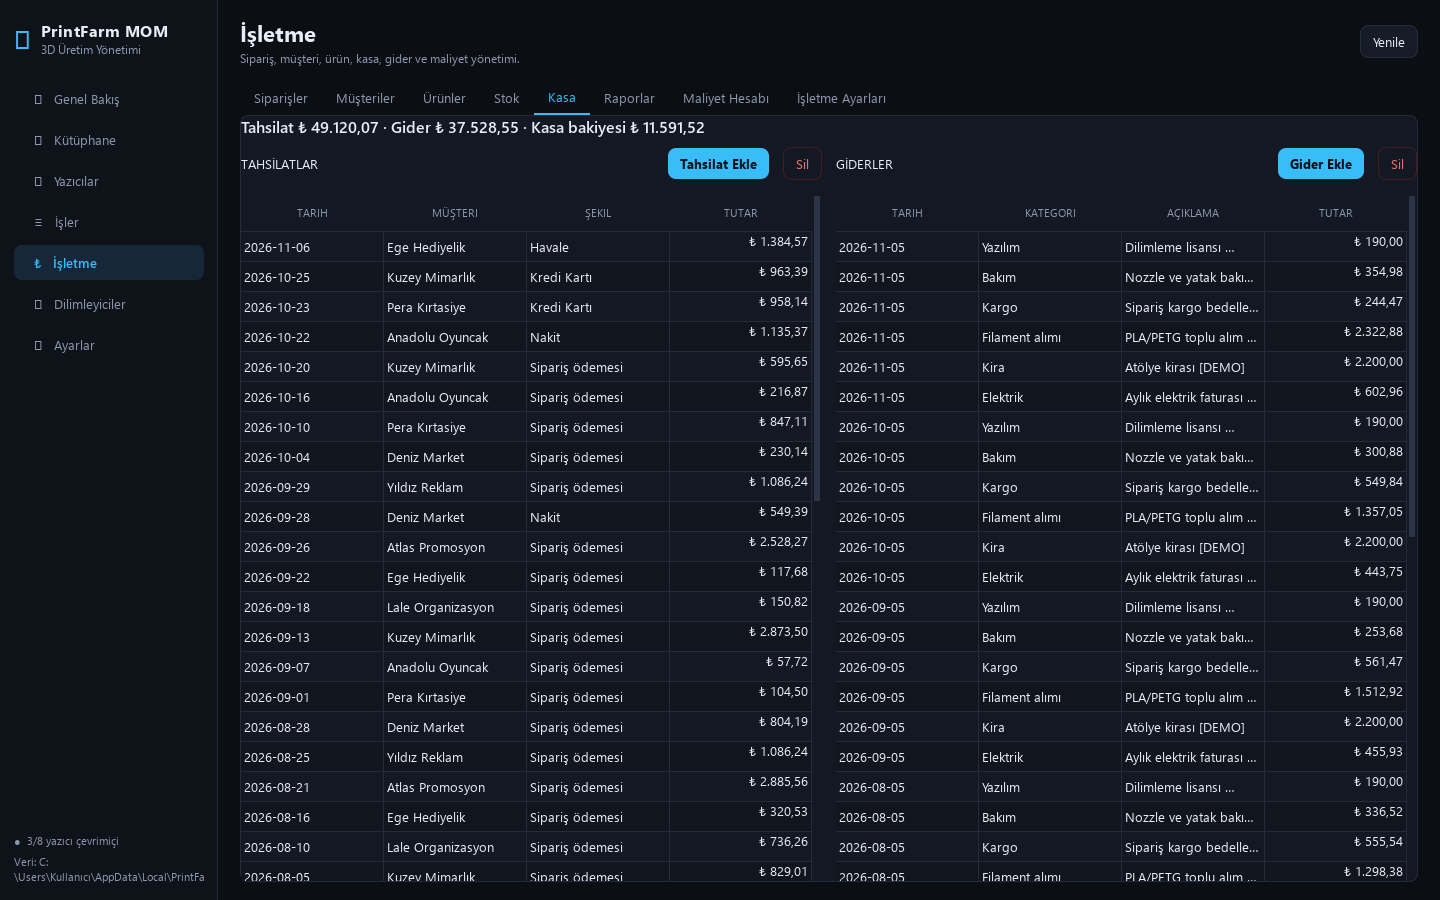 PrintFarm MOM
3D Üretim Yönetimi
Genel Bakış
Kütüphane
Yazıcılar
İşler
₺ İşletme
Dilimleyiciler
Ayarlar
● 3/8 yazıcı çevrimiçi
Veri: C:
\Users\Kullanıcı\AppData\Local\PrintFa
İşletme
Sipariş, müşteri, ürün, kasa, gider ve maliyet yönetimi.
Yenile
Siparişler Müşteriler Ürünler Stok Kasa Raporlar Maliyet Hesabı İşletme Ayarları
Tahsilat ₺ 49.120,07 · Gider ₺ 37.528,55 · Kasa bakiyesi ₺ 11.591,52
TAHSİLATLAR Tahsilat Ekle Sil
TARIH MÜŞTERI ŞEKIL TUTAR
2026-11-06 Ege Hediyelik Havale ₺ 1.384,57
2026-10-25 Kuzey Mimarlık Kredi Kartı ₺ 963,39
2026-10-23 Pera Kırtasiye Kredi Kartı ₺ 958,14
2026-10-22 Anadolu Oyuncak Nakit ₺ 1.135,37
2026-10-20 Kuzey Mimarlık Sipariş ödemesi ₺ 595,65
2026-10-16 Anadolu Oyuncak Sipariş ödemesi ₺ 216,87
2026-10-10 Pera Kırtasiye Sipariş ödemesi ₺ 847,11
2026-10-04 Deniz Market Sipariş ödemesi ₺ 230,14
2026-09-29 Yıldız Reklam Sipariş ödemesi ₺ 1.086,24
2026-09-28 Deniz Market Nakit ₺ 549,39
2026-09-26 Atlas Promosyon Sipariş ödemesi ₺ 2.528,27
2026-09-22 Ege Hediyelik Sipariş ödemesi ₺ 117,68
2026-09-18 Lale Organizasyon Sipariş ödemesi ₺ 150,82
2026-09-13 Kuzey Mimarlık Sipariş ödemesi ₺ 2.873,50
2026-09-07 Anadolu Oyuncak Sipariş ödemesi ₺ 57,72
2026-09-01 Pera Kırtasiye Sipariş ödemesi ₺ 104,50
2026-08-28 Deniz Market Sipariş ödemesi ₺ 804,19
2026-08-25 Yıldız Reklam Sipariş ödemesi ₺ 1.086,24
2026-08-21 Atlas Promosyon Sipariş ödemesi ₺ 2.885,56
2026-08-16 Ege Hediyelik Sipariş ödemesi ₺ 320,53
2026-08-10 Lale Organizasyon Sipariş ödemesi ₺ 736,26
2026-08-05 Kuzey Mimarlık Sipariş ödemesi ₺ 829,01
GİDERLER Gider Ekle Sil
TARIH KATEGORI AÇIKLAMA TUTAR
2026-11-05 Yazılım Dilimleme lisansı ... ₺ 190,00
2026-11-05 Bakım Nozzle ve yatak bakı... ₺ 354,98
2026-11-05 Kargo Sipariş kargo bedelle... ₺ 244,47
2026-11-05 Filament alımı PLA/PETG toplu alım ... ₺ 2.322,88
2026-11-05 Kira Atölye kirası [DEMO] ₺ 2.200,00
2026-11-05 Elektrik Aylık elektrik faturası ... ₺ 602,96
2026-10-05 Yazılım Dilimleme lisansı ... ₺ 190,00
2026-10-05 Bakım Nozzle ve yatak bakı... ₺ 300,88
2026-10-05 Kargo Sipariş kargo bedelle... ₺ 549,84
2026-10-05 Filament alımı PLA/PETG toplu alım ... ₺ 1.357,05
2026-10-05 Kira Atölye kirası [DEMO] ₺ 2.200,00
2026-10-05 Elektrik Aylık elektrik faturası ... ₺ 443,75
2026-09-05 Yazılım Dilimleme lisansı ... ₺ 190,00
2026-09-05 Bakım Nozzle ve yatak bakı... ₺ 253,68
2026-09-05 Kargo Sipariş kargo bedelle... ₺ 561,47
2026-09-05 Filament alımı PLA/PETG toplu alım ... ₺ 1.512,92
2026-09-05 Kira Atölye kirası [DEMO] ₺ 2.200,00
2026-09-05 Elektrik Aylık elektrik faturası ... ₺ 455,93
2026-08-05 Yazılım Dilimleme lisansı ... ₺ 190,00
2026-08-05 Bakım Nozzle ve yatak bakı... ₺ 336,52
2026-08-05 Kargo Sipariş kargo bedelle... ₺ 555,54
2026-08-05 Filament alımı PLA/PETG toplu alım ... ₺ 1.298,38